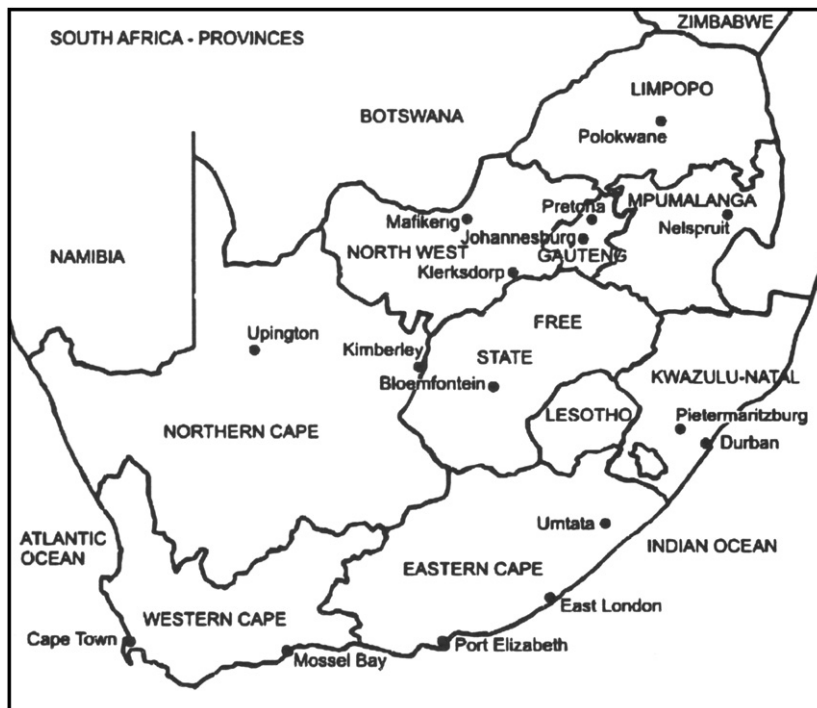 ZIMBABWE
SOUTH AFRICA - PROVINCES
LIMPOPO
BOTSWANA
Polokwane
MPUMALANGA
Pretoria
Mafikeng
Nelspruit
Johannesburg
NORTH WEST
GAUTENG
NAMIBIA
Klerksdorp
FREE
STATE
Upington
Kimberley
KWAZULU-NATAL
Bloemfontein
LESOTHO
Pietermaritzburg
NORTHERN CAPE
Durban
Umtata
ATLANTIC
OCEAN
INDIAN OCEAN
EASTERN CAPE
East London
WESTERN CAPE
Cape Town
Port Elizabeth
Mossel Bay